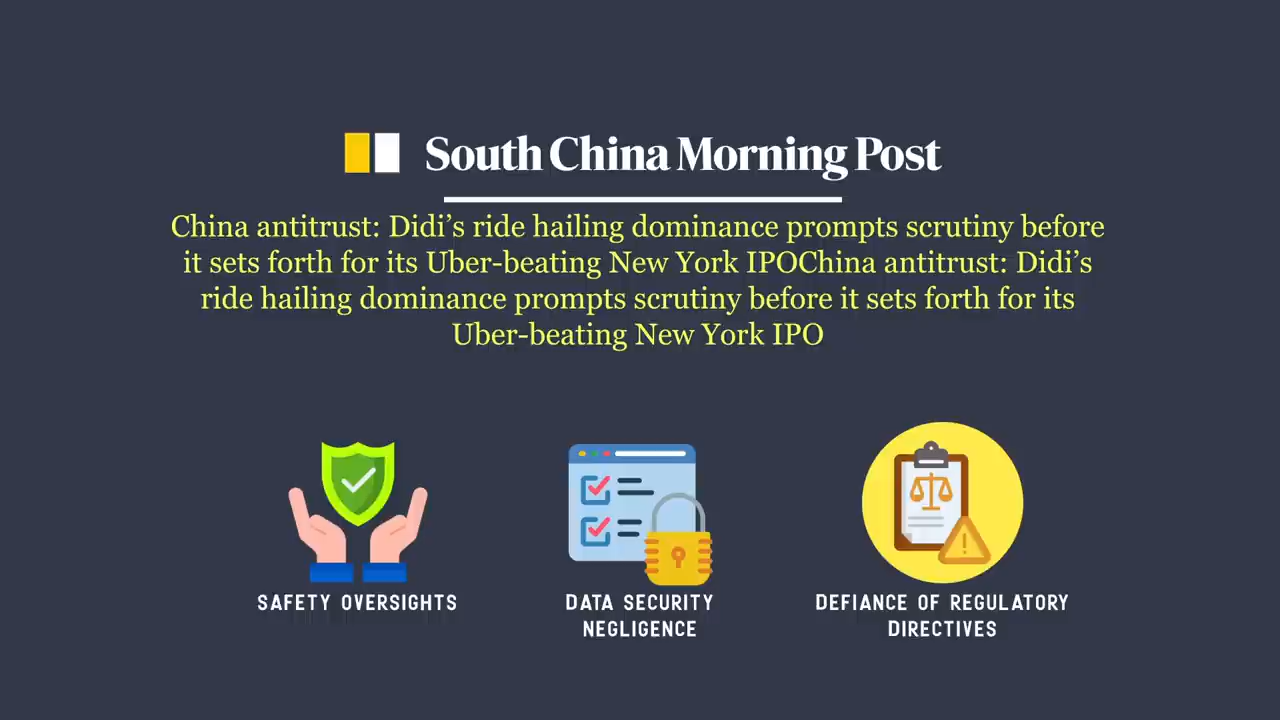 South China Morning Post
China antitrust: Didi’s ride hailing dominance prompts scrutiny before
it sets forth for its Uber-beating New York IPOChina antitrust: Didi’s
ride hailing dominance prompts scrutiny before it sets forth for its
Uber-beating New York IPO
SAFETY OVERSIGHTS
DATA SECURITY
NEGLIGENCE
DEFIANCE OF REGULATORY
DIRECTIVES